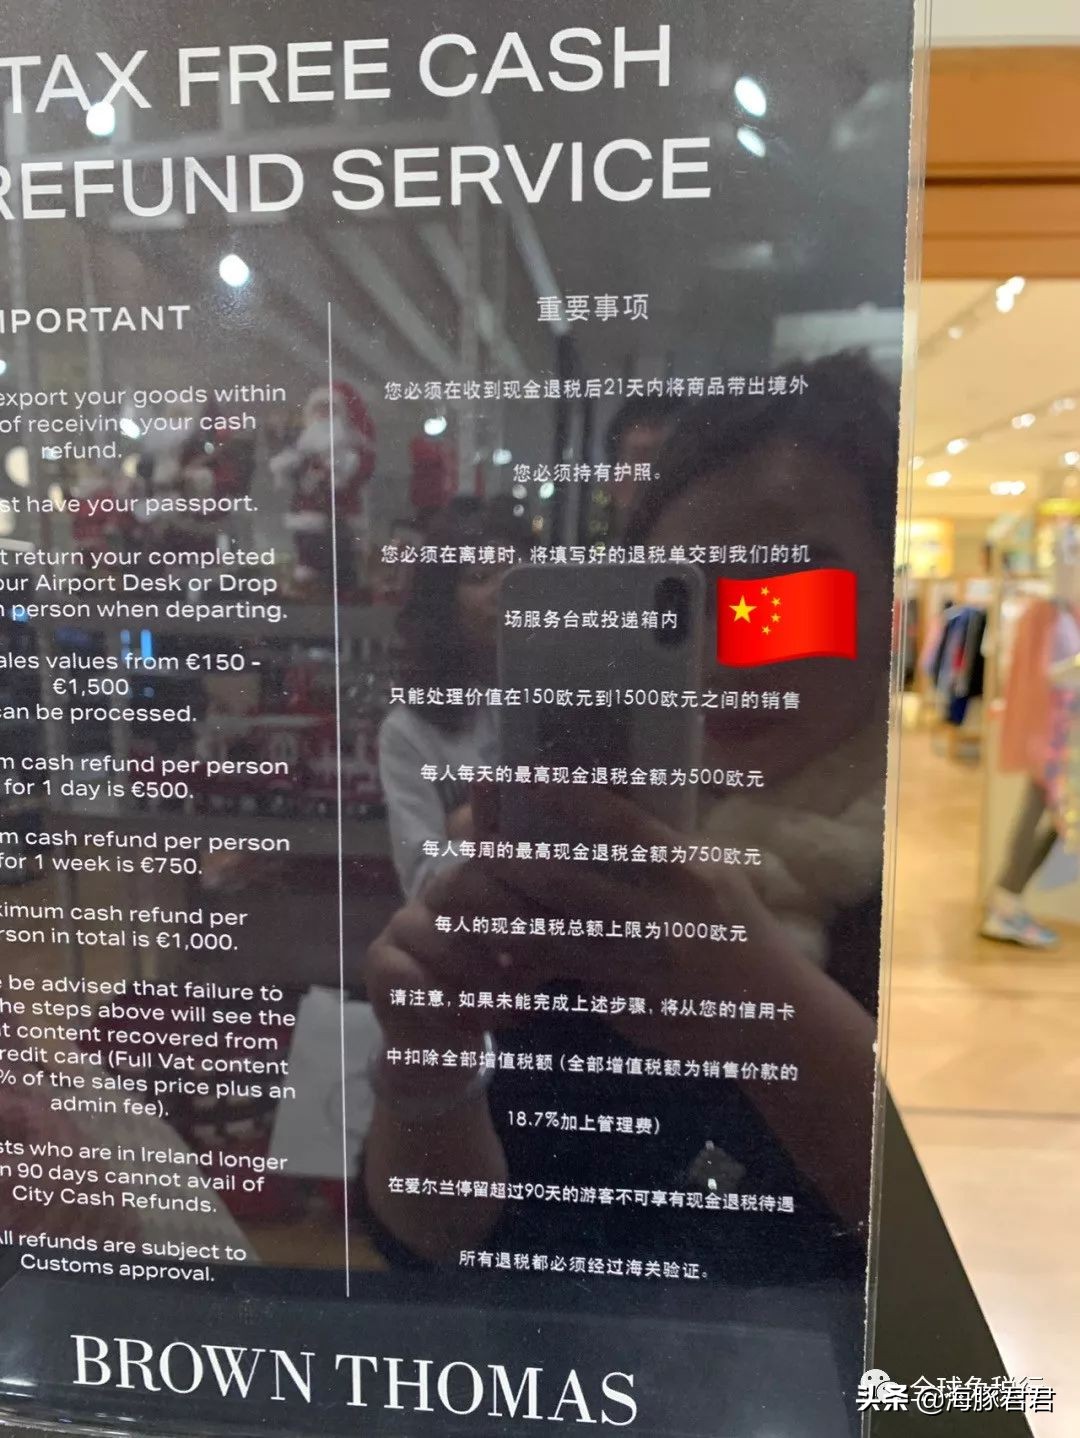 TAX FREE CASH
REFUND SERVICE
IMPORTANT
export your goods within
of receiving your cash
refund.
st have your passport.
t return your completed
our Airport Desk or Drop
n person when departing.
ales values from €150 -
€1,500
can be processed.
m cash refund per person
for 1 day is €500.
m cash refund per person
for 1 week is €750.
ximum cash refund per
rson in total is €1,000.
e be advised that failure to
he steps above will see the
t content recovered from
redit card (Full Vat content
% of the sales price plus an
admin fee).
sts who are in Ireland longer
n 90 days cannot avail of
City Cash Refunds.
All refunds are subject to
Customs approval.
重要事项
您必须在收到现金退税后21天内将商品带出境外
您必须持有护照。
您必须在离境时, 将填写好的退税单交到我们的机
场服务台或投递箱内
只能处理价值在150欧元到1500欧元之间的销售
每人每天的最高现金退税金额为500欧元
每人每周的最高现金退税金额为750欧元
每人的现金退税总额上限为1000欧元
请注意, 如果未能完成上述步骤, 将从您的信用卡
中扣除全部增值税额 (全部增值税额为销售价款的
18.7%加上管理费)
在爱尔兰停留超过90天的游客不可享有现金退税待遇
所有退税都必须经过海关验证。
BROWN THOMAS
全球免税行
头条 @海豚君君